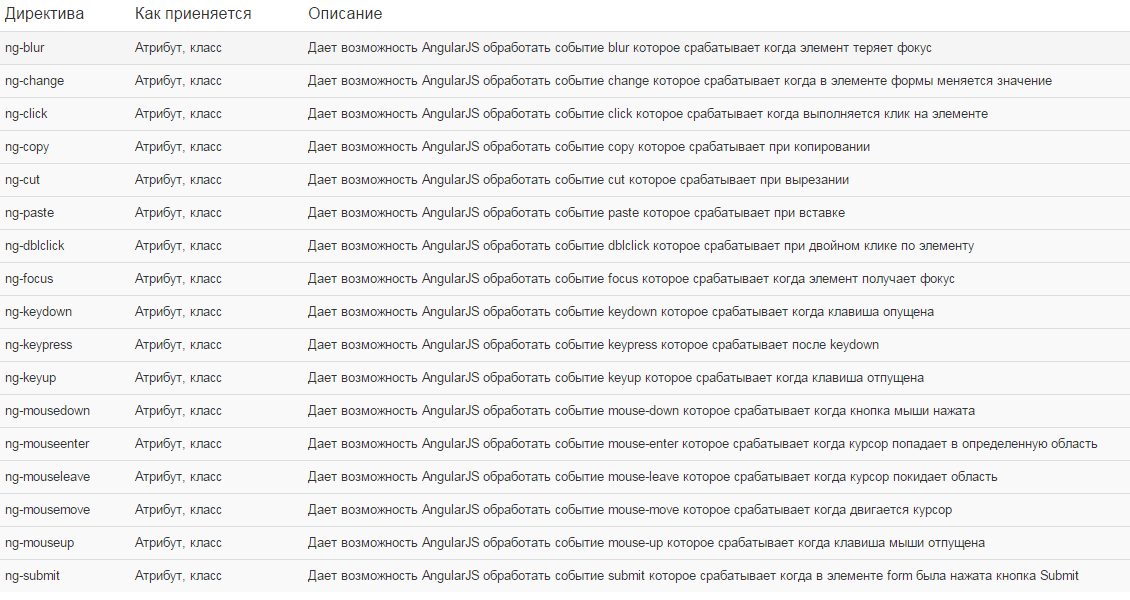 Директива Как приеняется Описание
ng-blur Атрибут, класс Дает возможность AngularJS обработать событие blur которое срабатывает когда элемент теряет фокус
ng-change Атрибут, класс Дает возможность AngularJS обработать событие change которое срабатывает когда в элементе формы меняется значение
ng-click Атрибут, класс Дает возможность AngularJS обработать событие click которое срабатывает когда выполняется клик на элементе
ng-copy Атрибут, класс Дает возможность AngularJS обработать событие copy которое срабатывает при копировании
ng-cut Атрибут, класс Дает возможность AngularJS обработать событие cut которое срабатывает при вырезании
ng-paste Атрибут, класс Дает возможность AngularJS обработать событие paste которое срабатывает при вставке
ng-dblclick Атрибут, класс Дает возможность AngularJS обработать событие dblclick которое срабатывает при двойном клике по элементу
ng-focus Атрибут, класс Дает возможность AngularJS обработать событие focus которое срабатывает когда элемент получает фокус
ng-keydown Атрибут, класс Дает возможность AngularJS обработать событие keydown которое срабатывает когда клавиша опущена
ng-keypress Атрибут, класс Дает возможность AngularJS обработать событие keypress которое срабатывает после keydown
ng-keyup Атрибут, класс Дает возможность AngularJS обработать событие keyup которое срабатывает когда клавиша отпущена
ng-mousedown Атрибут, класс Дает возможность AngularJS обработать событие mouse-down которое срабатывает когда кнопка мыши нажата
ng-mouseenter Атрибут, класс Дает возможность AngularJS обработать событие mouse-enter которое срабатывает когда курсор попадает в определенную область
ng-mouseleave Атрибут, класс Дает возможность AngularJS обработать событие mouse-leave которое срабатывает когда курсор покидает область
ng-mousemove Атрибут, класс Дает возможность AngularJS обработать событие mouse-move которое срабатывает когда двигается курсор
ng-mouseup Атрибут, класс Дает возможность AngularJS обработать событие mouse-up которое срабатывает когда клавиша мыши отпущена
ng-submit Атрибут, класс Дает возможность AngularJS обработать событие submit которое срабатывает когда в элементе form была нажата кнопка Submit